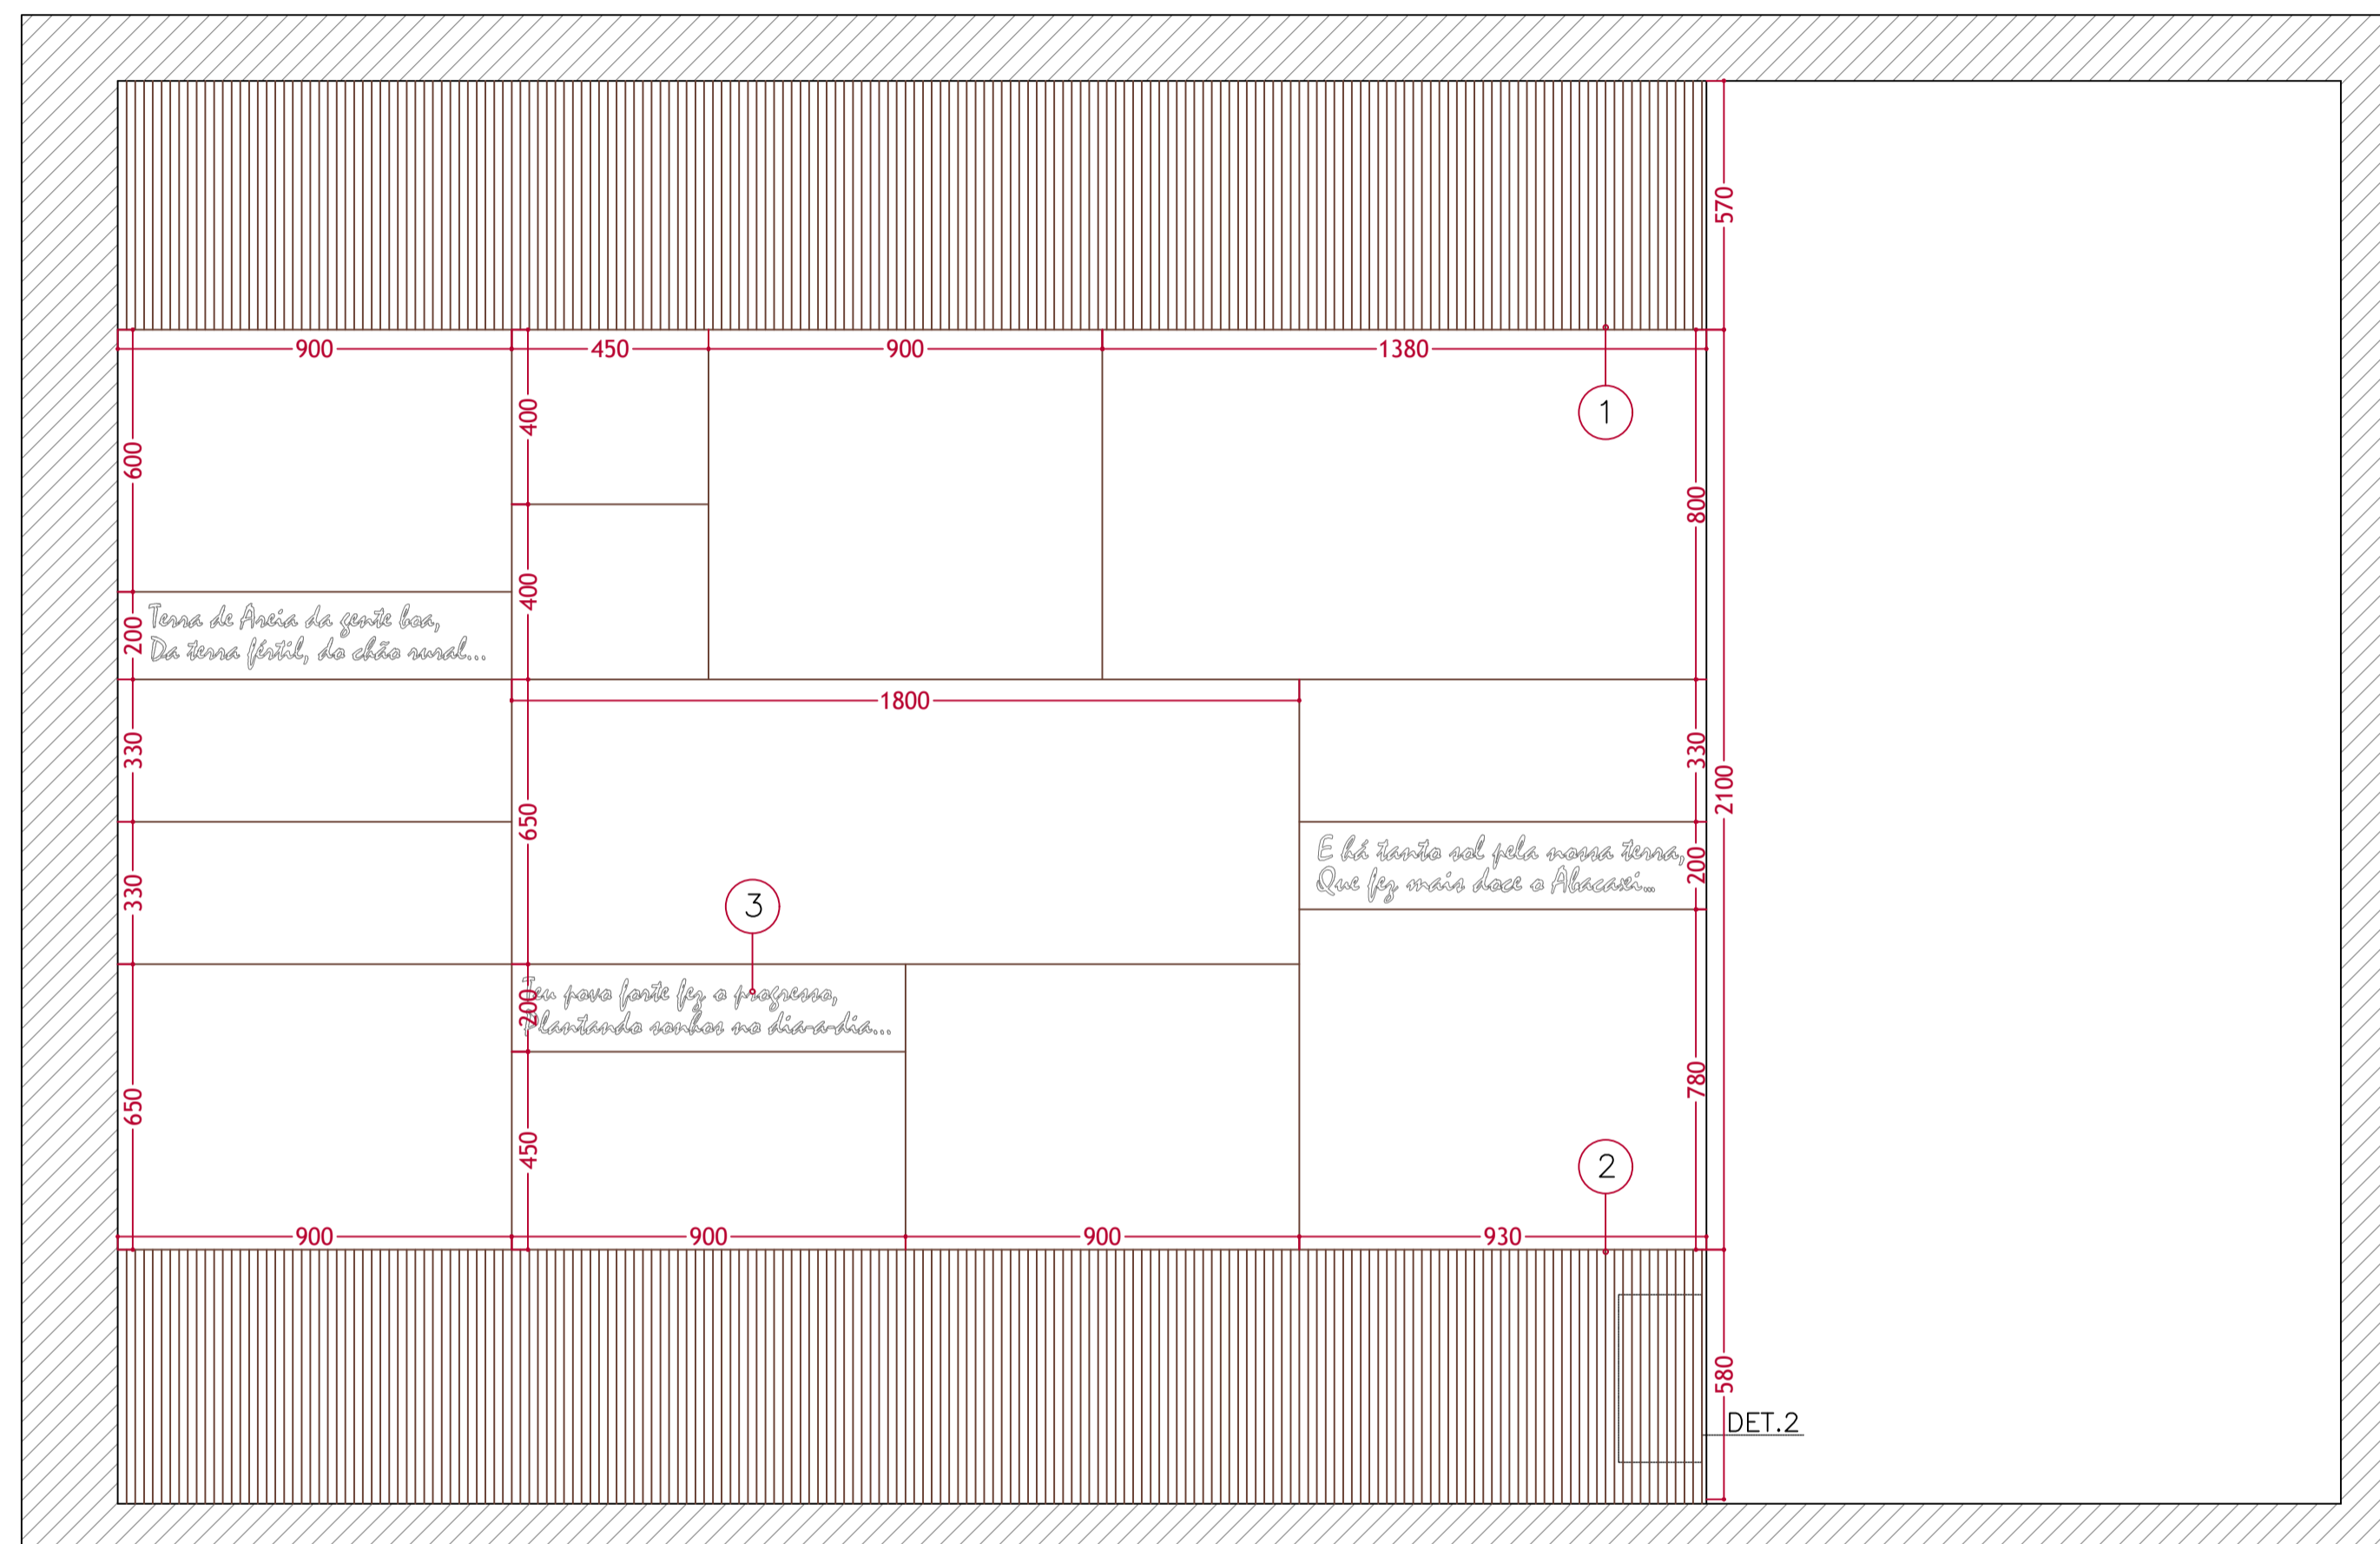 570
900 450 900 1380
400
1
600
800
400
200
Terra de Areia da gente boa,
Da terra fértil, do chão rural...
1800
330
330
2100
650
E há tanto sol pela nossa terra,
Que fez mais doce o Abacaxi...
200
330
3
200
Teu povo forte fez o progresso,
Plantando sonhos no dia-a-dia...
780
650
450
2
900 900 900 930
580
DET.2